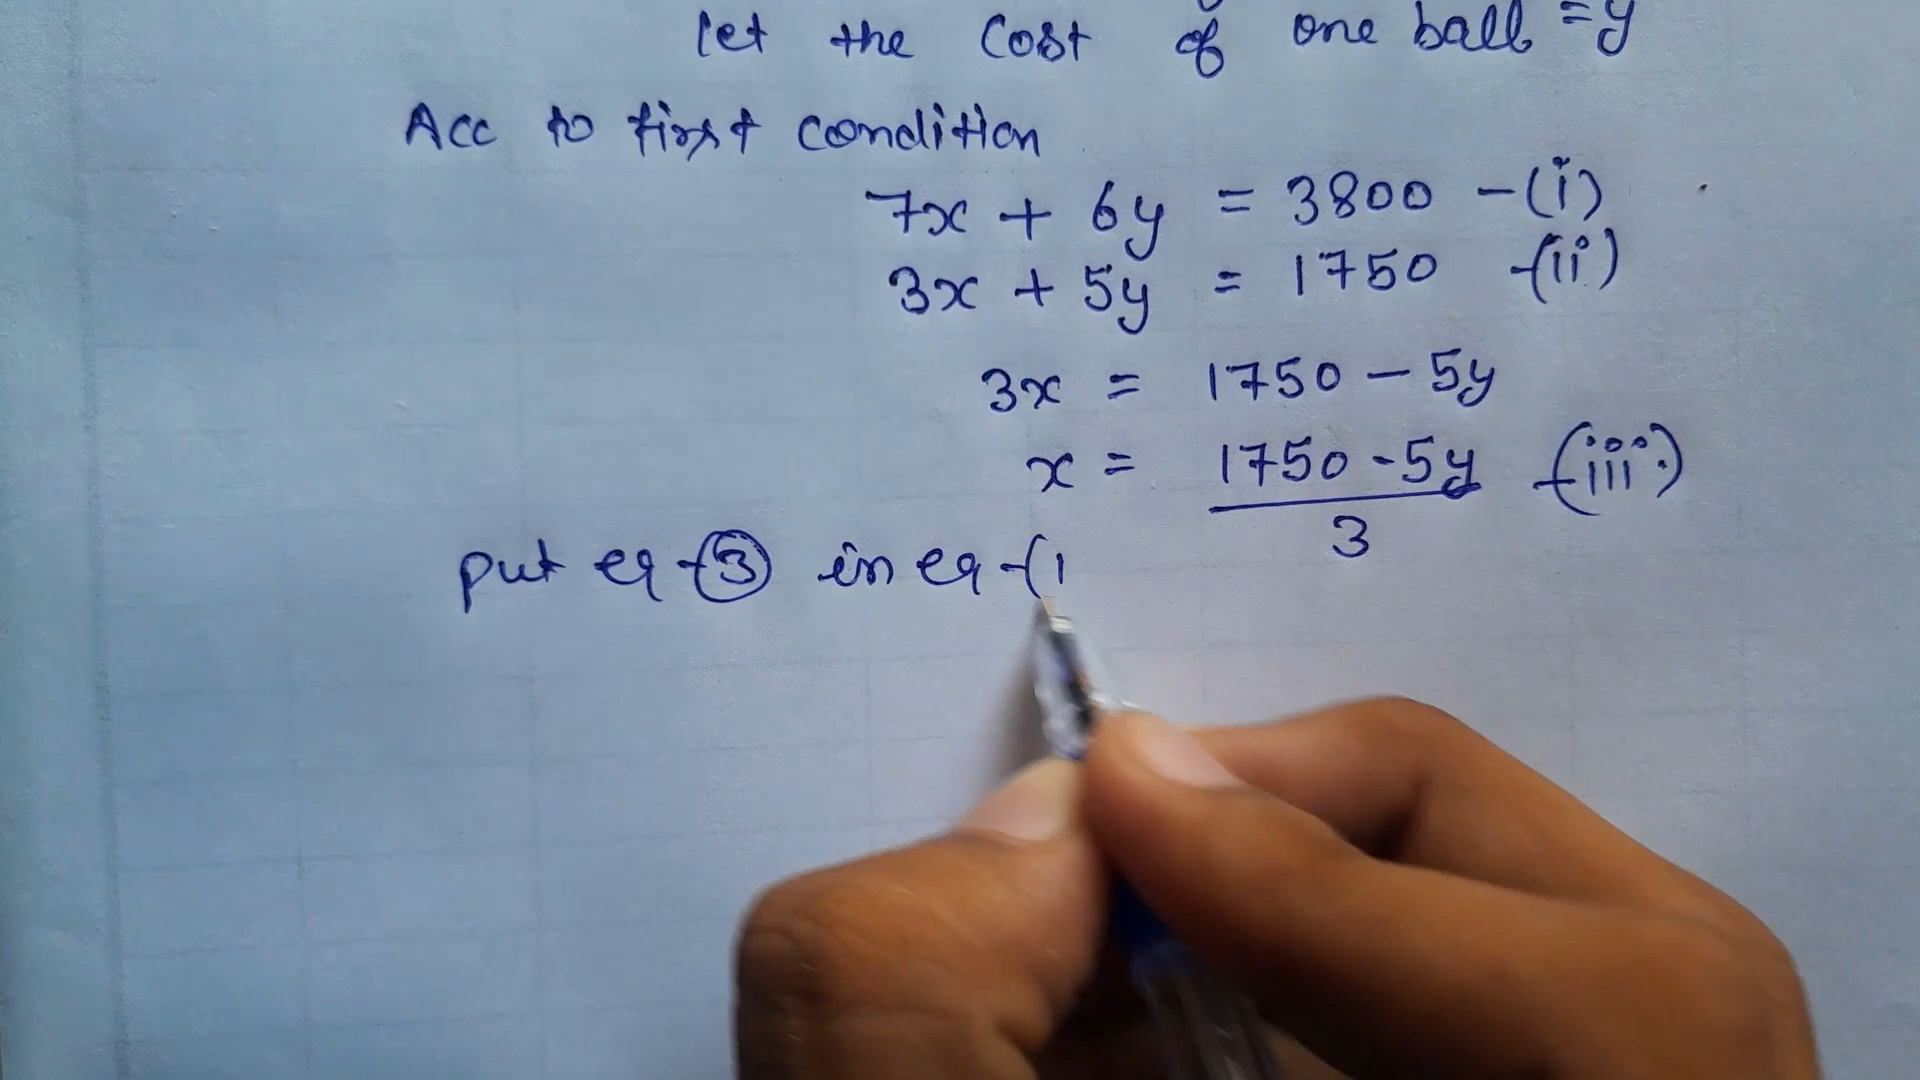 let the cost of one ball = y
Acc to first condition
7x + 6y = 3800 -(i)
3x + 5y = 1750 -(ii)
3x = 1750 - 5y
x = 1750 - 5y -(iii)
3
put eq -(3) in eq -(1